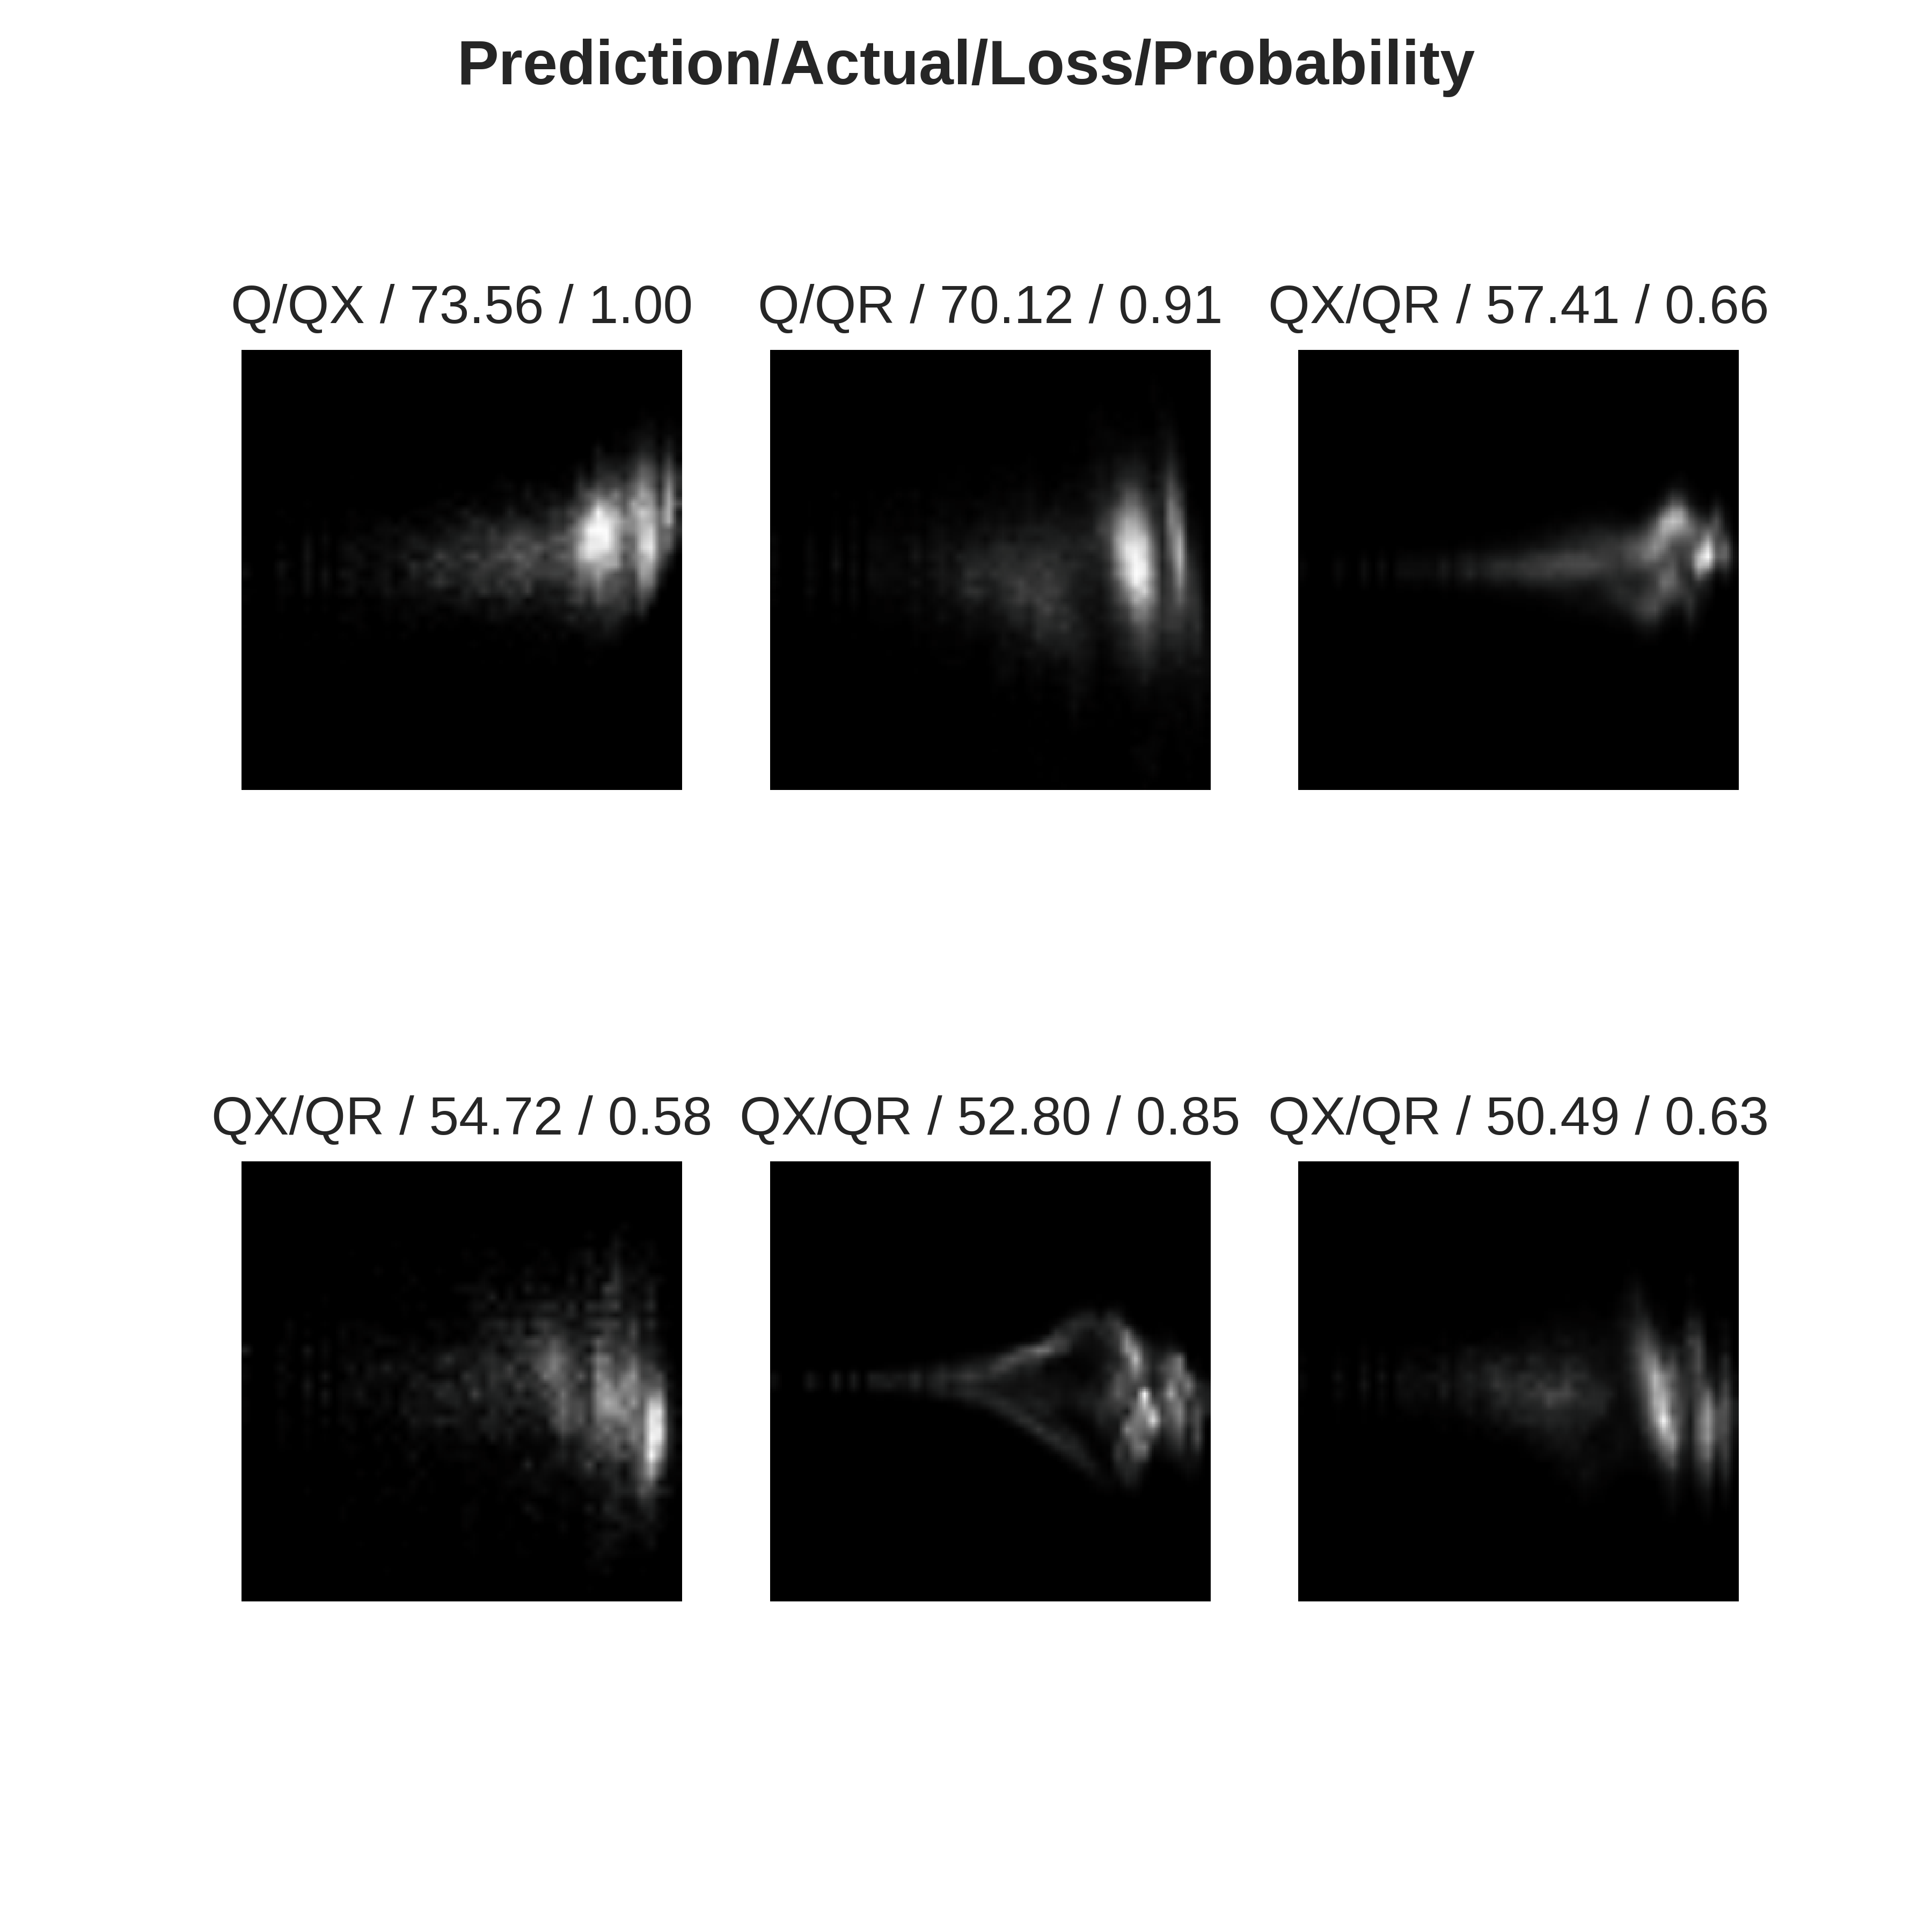 Prediction/Actual/Loss/Probability
Q/QX / 73.56 / 1.00
Q/QR / 70.12 / 0.91
QX/QR / 57.41 / 0.66
QX/QR / 54.72 / 0.58
QX/QR / 52.80 / 0.85
QX/QR / 50.49 / 0.63